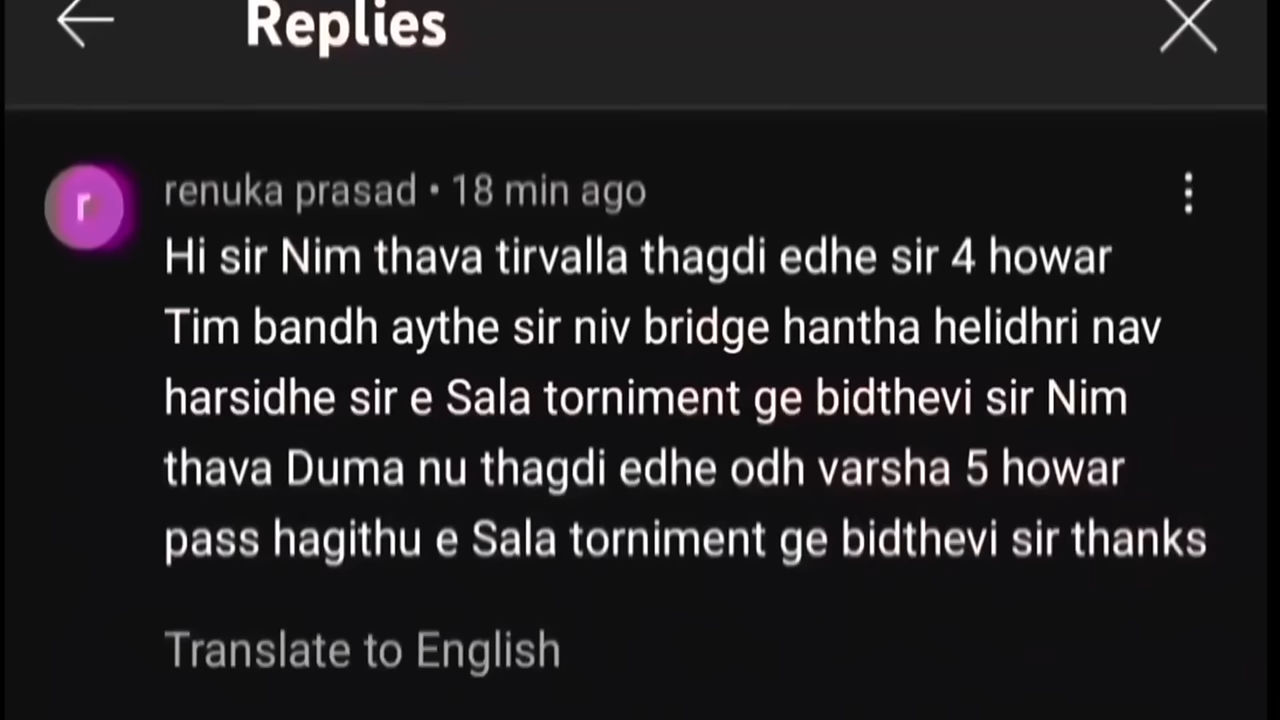 Replies
renuka prasad • 18 min ago
Hi sir Nim thava tirvalla thagdi edhe sir 4 howar
Tim bandh aythe sir niv bridge hantha helidhri nav
harsidhe sir e Sala torniment ge bidthevi sir Nim
thava Duma nu thagdi edhe odh varsha 5 howar
pass hagithu e Sala torniment ge bidthevi sir thanks
Translate to English
r